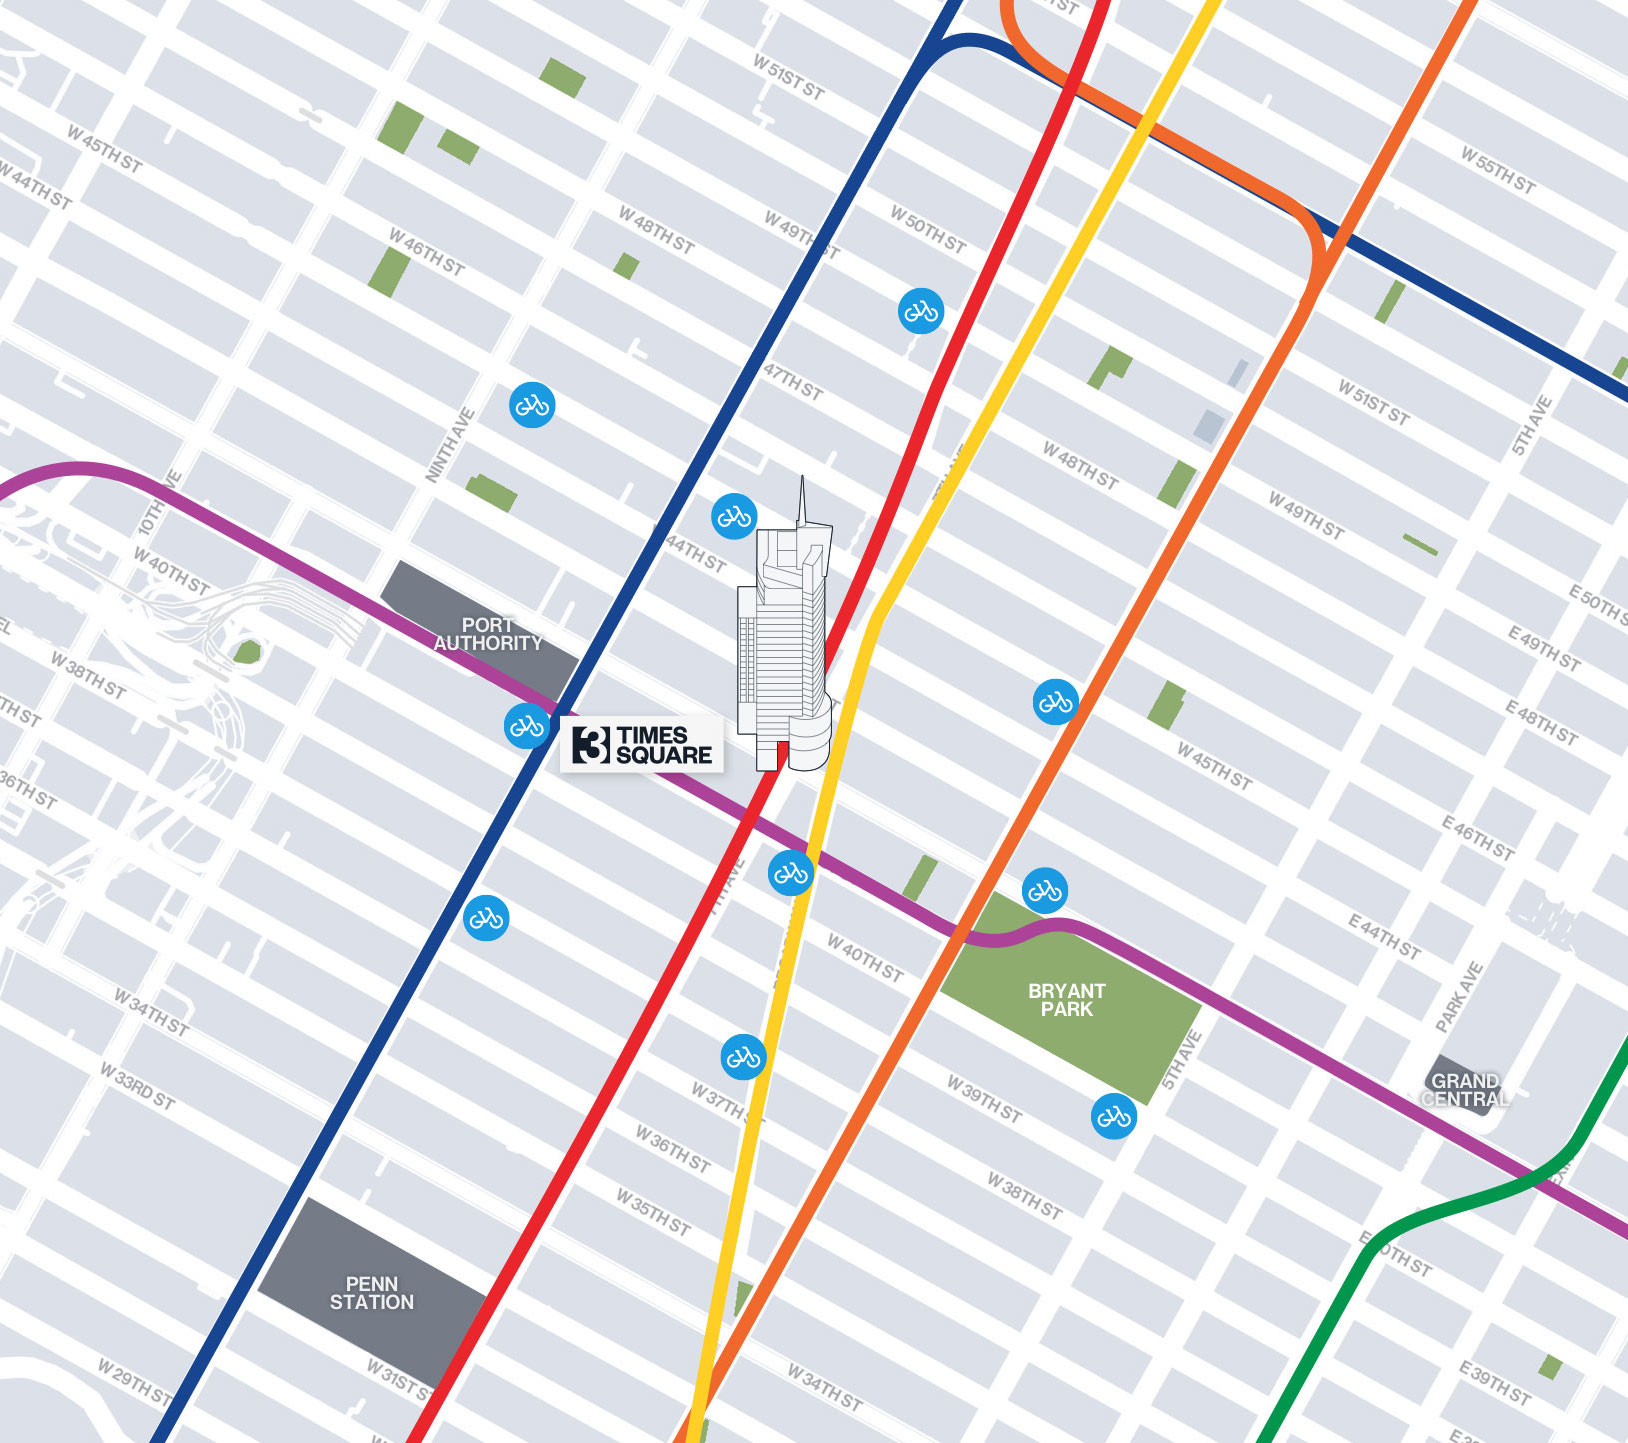 W 51ST ST
W 45TH ST
W 44TH ST
W 55TH ST
W 50TH ST
W 48TH ST
W 49TH ST
W 46TH ST
47TH ST
W 51ST ST
5TH AVE
NINTH AVE
W 48TH ST
10TH AVE
W 49TH ST
44TH ST
W 40TH ST
PORT
AUTHORITY
E 50TH S
E 49TH ST
W 38TH ST
TH ST
E 48TH ST
3 TIMES
SQUARE
W 45TH ST
36TH ST
E 46TH ST
W 40TH ST
E 44TH ST
BRYANT
PARK
PARK AVE
W 34TH ST
5TH AVE
W 33RD ST
GRAND
CENTRAL
W 39TH ST
W 37TH ST
W 36TH ST
W 38TH ST
W 35TH ST
PENN
STATION
W 31ST S
W 29TH ST
W 34TH ST
E 39TH ST